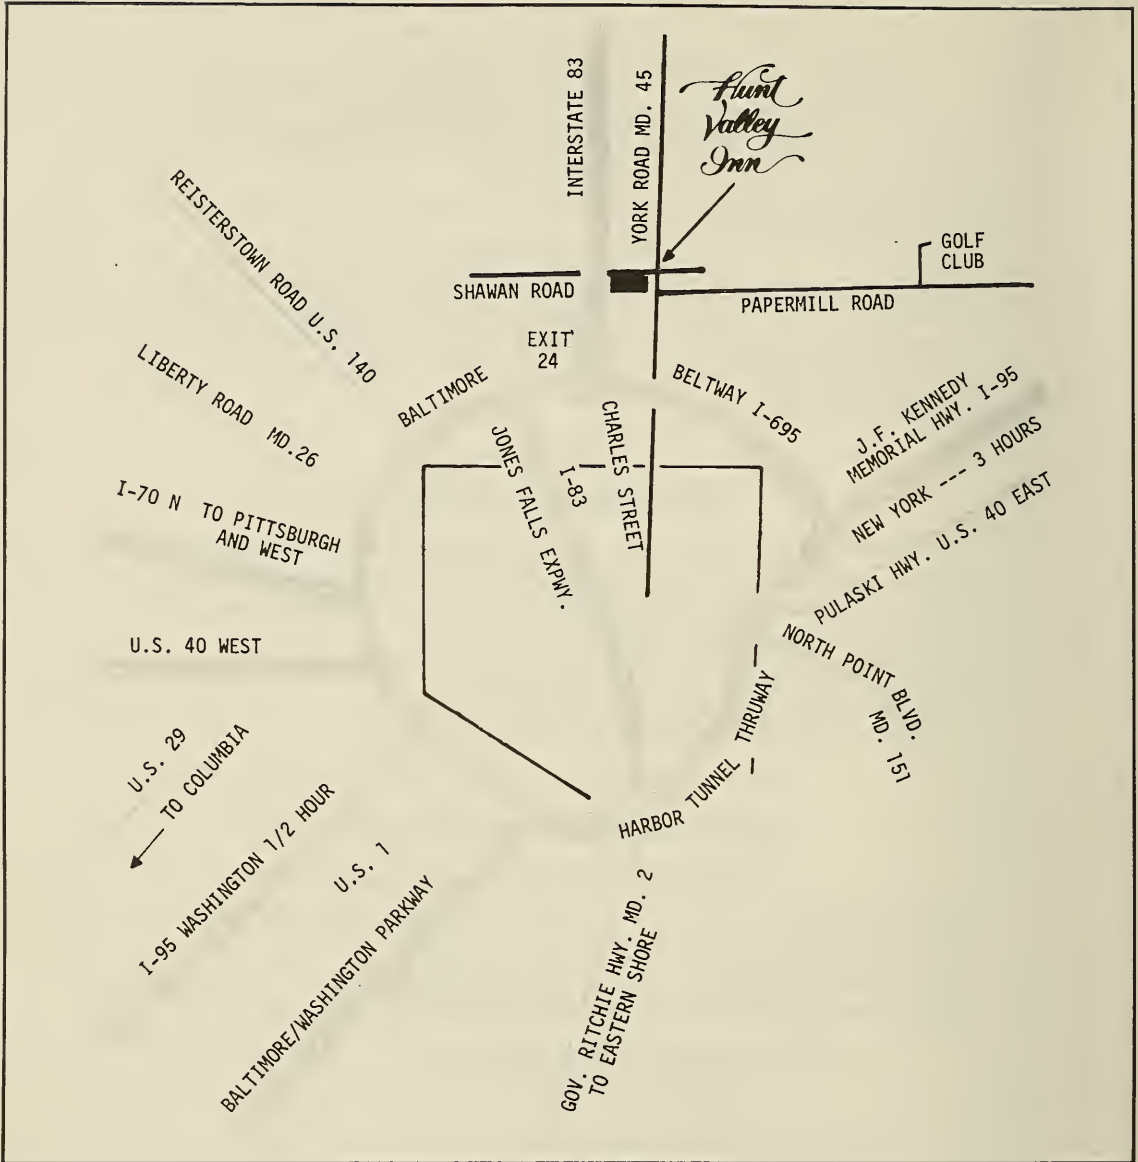 INTERSTATE 83
YORK ROAD MD. 45
Hunt
Valley
Inn
REISTERSTOWN ROAD U.S. 140
GOLF
CLUB
SHAWAN ROAD
PAPERMILL ROAD
EXIT
24
LIBERTY ROAD MD.26
BALTIMORE
BELTWAY I-695
J.F. KENNEDY
MEMORIAL HWY. I-95
JONES FALLS EXPWY.
I-83
CHARLES STREET
NEW YORK --- 3 HOURS
I-70 N TO PITTSBURGH
AND WEST
PULASKI HWY. U.S. 40 EAST
U.S. 40 WEST
NORTH POINT BLVD.
MD. 151
U.S. 29
TO COLUMBIA
HARBOR TUNNEL THRUWAY
I-95 WASHINGTON 1/2 HOUR
U.S. 1
BALTIMORE/WASHINGTON PARKWAY
GOV. RITCHIE HWY. MD. 2
TO EASTERN SHORE